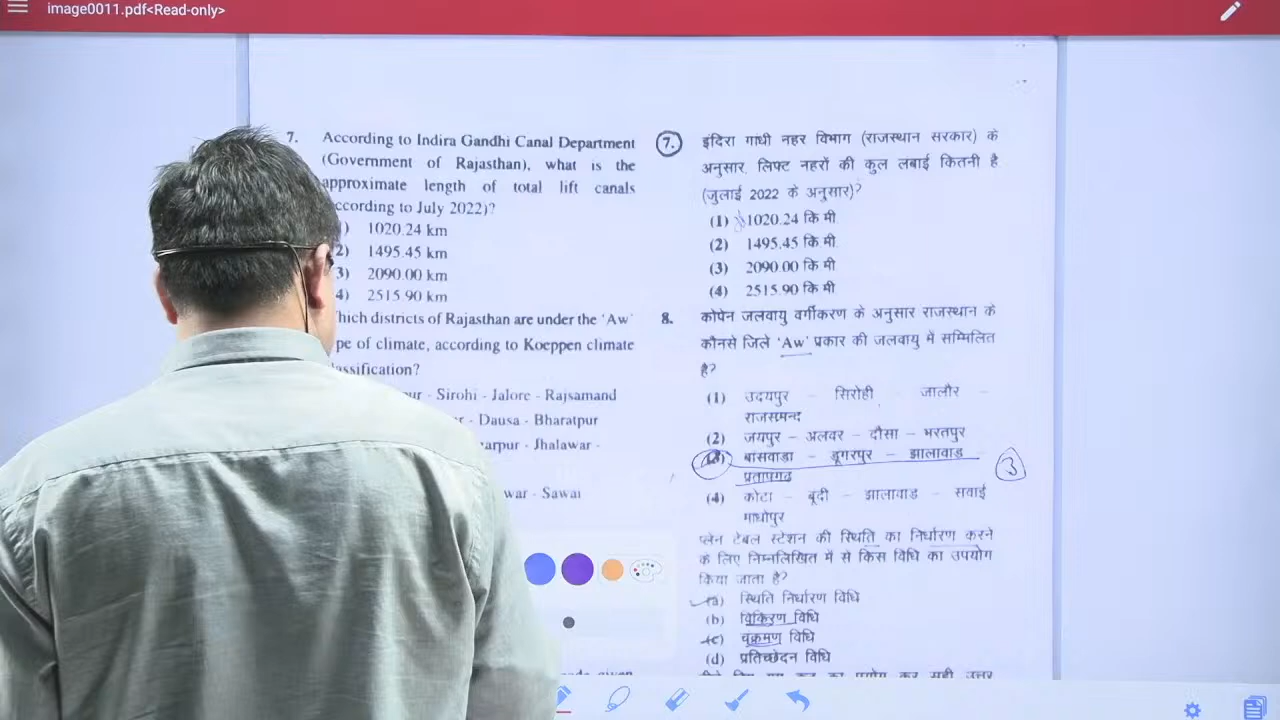 image0011.pdf<Read-only>
7. According to Indira Gandhi Canal Department
(Government of Rajasthan), what is the
approximate length of total lift canals
ccording to July 2022)?
) 1020.24 km
2) 1495.45 km
3) 2090.00 km
4) 2515.90 km
hich districts of Rajasthan are under the 'Aw'
pe of climate, according to Koeppen climate
assification?
ur - Sirohi - Jalore - Rajsamand
r - Dausa - Bharatpur
arpur - Jhalawar -
war - Sawai
7. इंदिरा गांधी नहर विभाग (राजस्थान सरकार) के
अनुसार, लिफ्ट नहरों की कुल लंबाई कितनी है
(जुलाई 2022 के अनुसार)?
(1) 1020.24 कि मी
(2) 1495.45 कि मी
(3) 2090.00 कि मी
(4) 2515.90 कि मी
8. कोपेन जलवायु वर्गीकरण के अनुसार राजस्थान के
कौनसे जिले 'Aw' प्रकार की जलवायु में सम्मिलित
है?
(1) उदयपुर – सिरोही – जालौर –
राजसमन्द
(2) जयपुर – अलवर – दौसा – भरतपुर
(3) बांसवाडा – डूगरपुर – झालावाड –
प्रतापगढ
3
(4) कोटा – बूंदी – झालावाड – सवाई
माधोपुर
प्लेन टेबल स्टेशन की स्थिति का निर्धारण करने
के लिए निम्नलिखित में से किस विधि का उपयोग
किया जाता है?
(a) स्थिति निर्धारण विधि
(b) विकिरण विधि
(c) चंक्रमण विधि
(d) प्रतिच्छेदन विधि